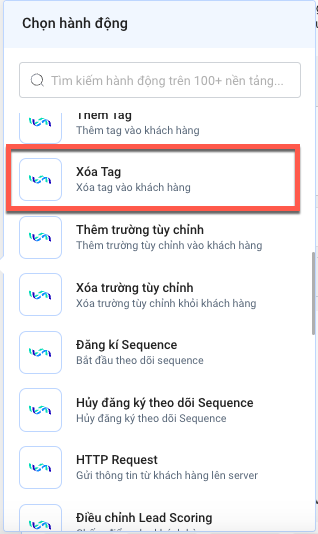 Chọn hành động
Tìm kiếm hành động trên 100+ nền tảng...
Thêm Tag
Thêm tag vào khách hàng
Xóa Tag
Xóa tag vào khách hàng
Thêm trường tùy chỉnh
Thêm trường tùy chỉnh vào khách hàng
Xóa trường tùy chỉnh
Xóa trường tùy chỉnh khỏi khách hàng
Đăng kí Sequence
Bắt đầu theo dõi sequence
Hủy đăng ký theo dõi Sequence
Hủy đăng ký theo dõi Sequence
HTTP Request
Gửi thông tin từ khách hàng lên server
Điều chỉnh Lead Scoring